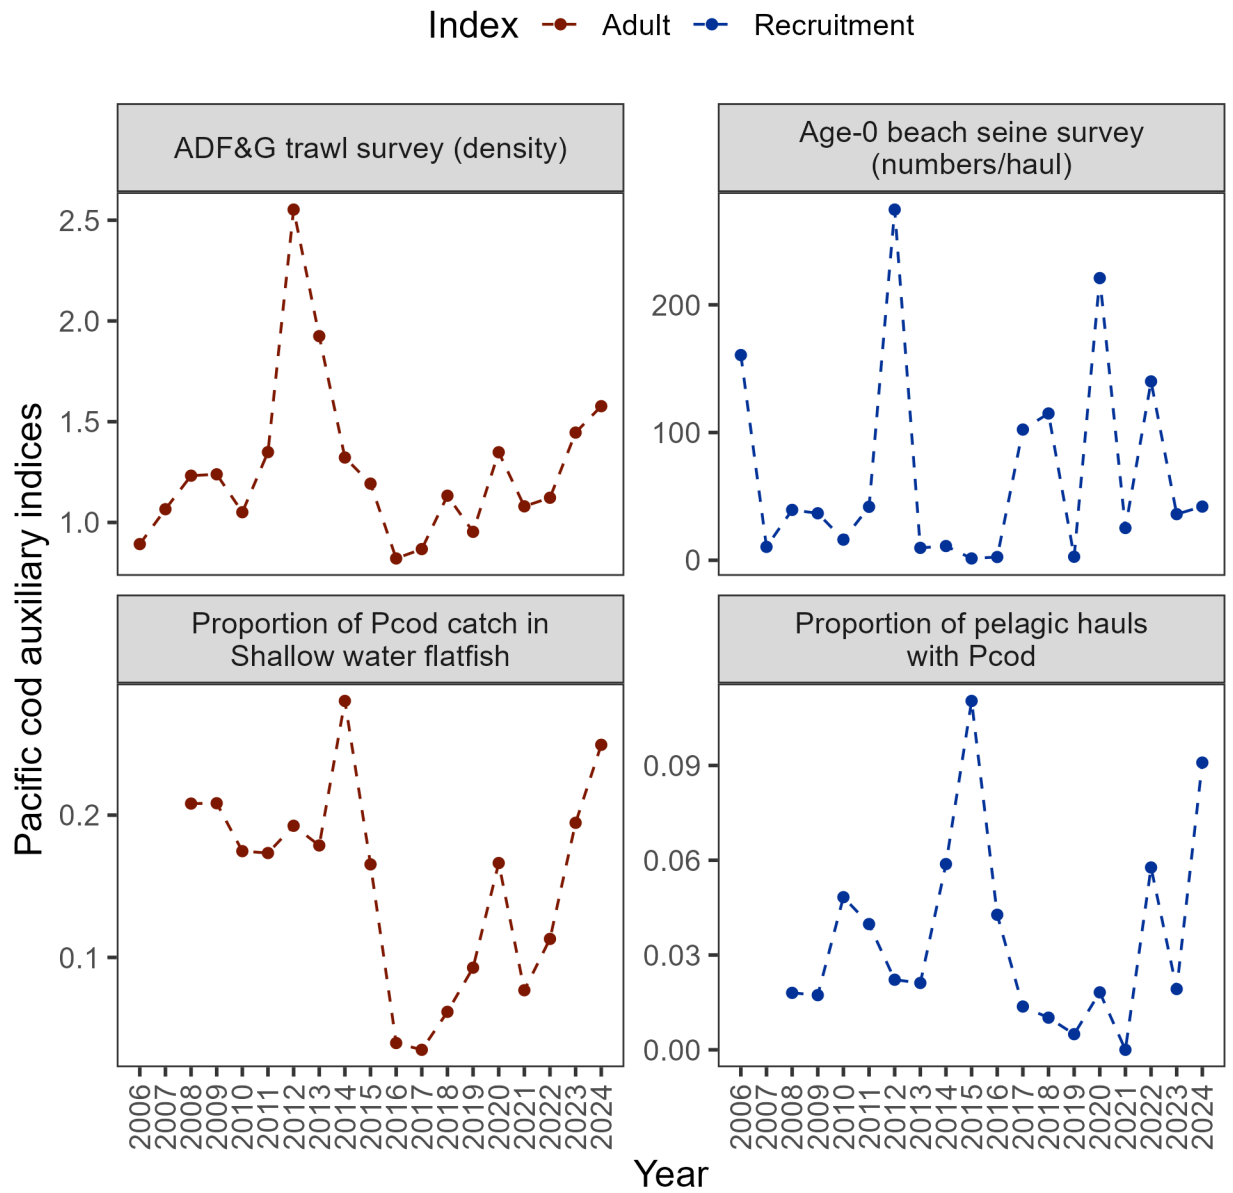 Index Adult Recruitment
ADF&G trawl survey (density)
Age-0 beach seine survey
(numbers/haul)
2.5
2.0
1.5
1.0
200
100
0
Proportion of Pcod catch in
Shallow water flatfish
Proportion of pelagic hauls
with Pcod
0.2
0.1
0.09
0.06
0.03
0.00
Pacific cod auxiliary indices
2006 2007 2008 2009 2010 2011 2012 2013 2014 2015 2016 2017 2018 2019 2020 2021 2022 2023 2024
2006 2007 2008 2009 2010 2011 2012 2013 2014 2015 2016 2017 2018 2019 2020 2021 2022 2023 2024
Year